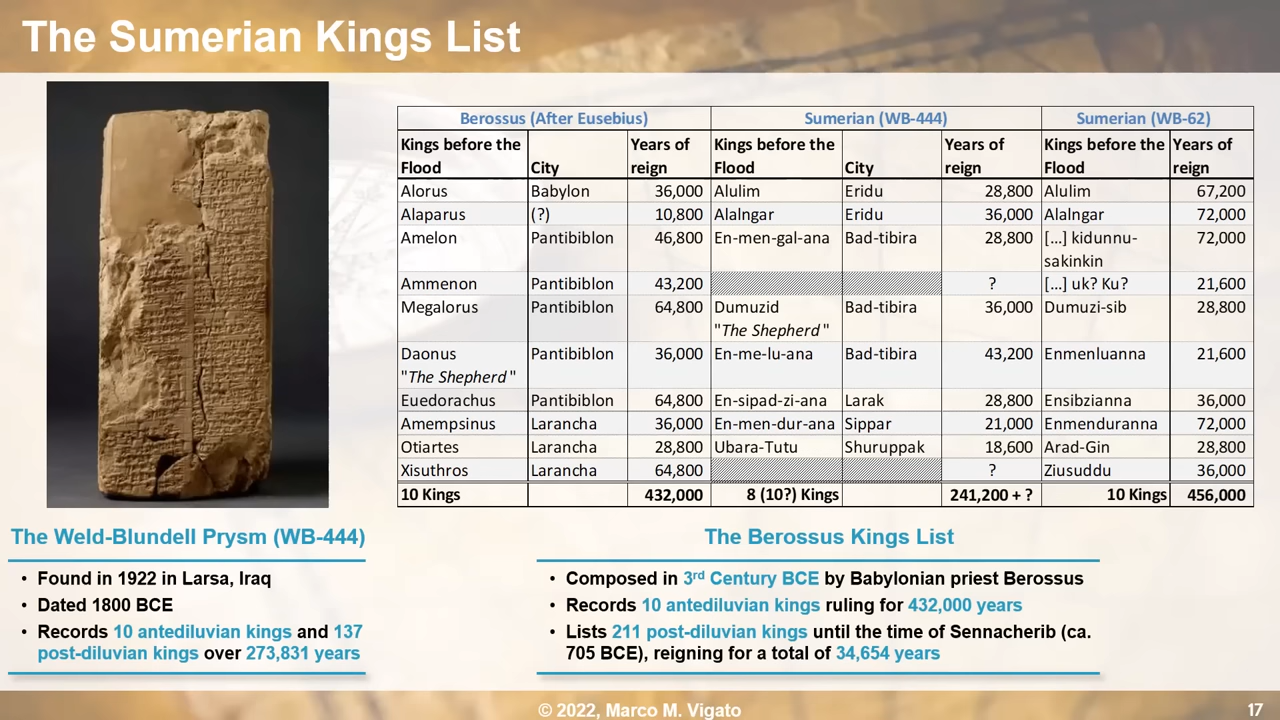 The Sumerian Kings List
Berossus (After Eusebius) Sumerian (WB-444) Sumerian (WB-62)
Kings before the Flood City Years of reign Kings before the Flood City Years of reign Kings before the Flood Years of reign
Alorus Babylon 36,000 Alulim Eridu 28,800 Alulim 67,200
Alaparus (?) 10,800 Alalngar Eridu 36,000 Alalngar 72,000
Amelon Pantibiblon 46,800 En-men-gal-ana Bad-tibira 28,800 […] kidunnu-sakinkin 72,000
Ammenon Pantibiblon 43,200 ? […] uk? Ku? 21,600
Megalorus Pantibiblon 64,800 Dumuzid "The Shepherd" Bad-tibira 36,000 Dumuzi-sib 28,800
Daonus "The Shepherd" Pantibiblon 36,000 En-me-lu-ana Bad-tibira 43,200 Enmenluanna 21,600
Euedorachus Pantibiblon 64,800 En-sipad-zi-ana Larak 28,800 Ensibzianna 36,000
Amempsinus Larancha 36,000 En-men-dur-ana Sippar 21,000 Enmenduranna 72,000
Otiartes Larancha 28,800 Ubara-Tutu Shuruppak 18,600 Arad-Gin 28,800
Xisuthros Larancha 64,800 ? Ziusuddu 36,000
10 Kings 432,000 8 (10?) Kings 241,200 + ? 10 Kings 456,000
The Weld-Blundell Prysm (WB-444)
• Found in 1922 in Larsa, Iraq
• Dated 1800 BCE
• Records 10 antediluvian kings and 137
post-diluvian kings over 273,831 years
The Berossus Kings List
• Composed in 3rd Century BCE by Babylonian priest Berossus
• Records 10 antediluvian kings ruling for 432,000 years
• Lists 211 post-diluvian kings until the time of Sennacherib (ca.
705 BCE), reigning for a total of 34,654 years
© 2022, Marco M. Vigato
17